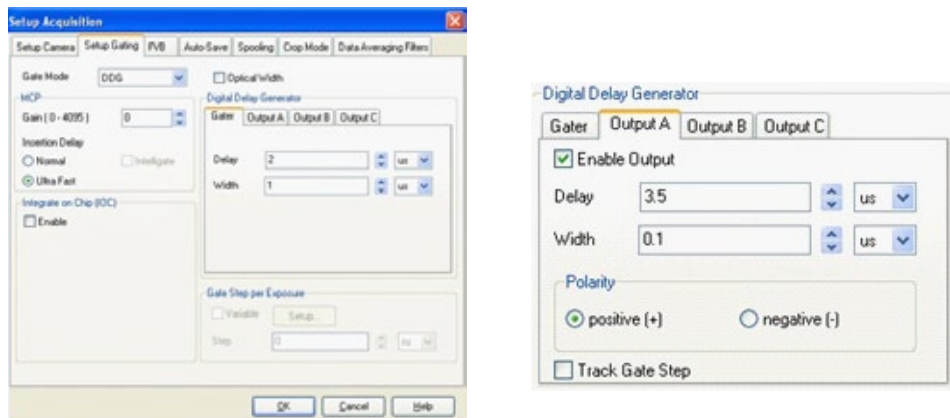 Setup Acquisition
Setup Camera Setup Gating FVB Auto-Save Spooling Crop Mode Data Averaging Filters
Gate Mode DDG
Optical Width
MCP
Gain ( 0 - 4095 ) 0
Insertion Delay
Normal Intelligate
Ultra Fast
Integrate on Chip (IOC)
Enable
Digital Delay Generator
Gater Output A Output B Output C
Delay 2 us
Width 1 us
Gate Step per Exposure
Variable Setup...
Step 0 ns
OK Cancel Help
Digital Delay Generator
Gater Output A Output B Output C
Enable Output
Delay 3.5 us
Width 0.1 us
Polarity
positive (+) negative (-)
Track Gate Step